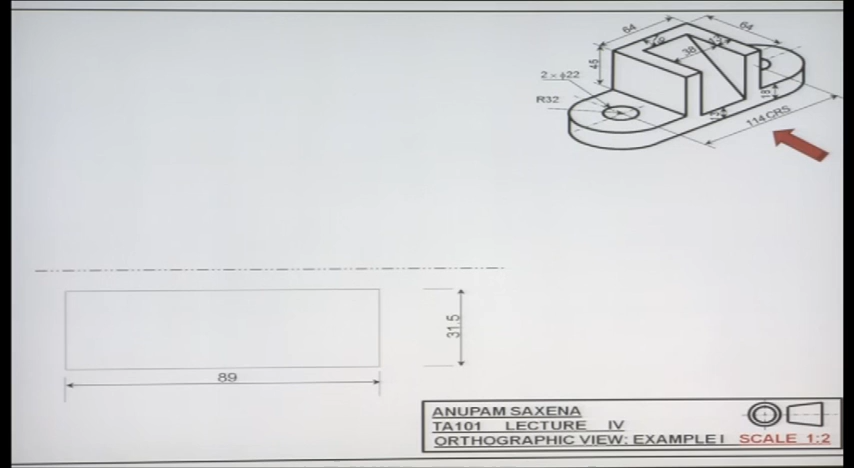 64
64
45
38
2 × ϕ22
R32
114 CRS
31.5
89
ANUPAM SAXENA
TA101 LECTURE IV
ORTHOGRAPHIC VIEW: EXAMPLE I SCALE 1:2